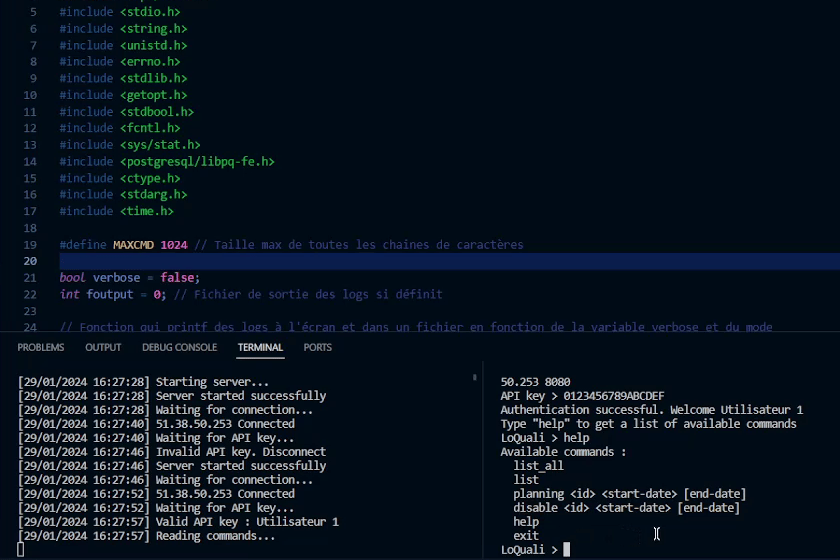 5 #include <stdio.h>
6 #include <string.h>
7 #include <unistd.h>
8 #include <errno.h>
9 #include <stdlib.h>
10 #include <getopt.h>
11 #include <stdbool.h>
12 #include <fcntl.h>
13 #include <sys/stat.h>
14 #include <postgresql/libpq-fe.h>
15 #include <ctype.h>
16 #include <stdarg.h>
17 #include <time.h>
18
19 #define MAXCMD 1024 // Taille max de toutes les chaines de caractères
20
21 bool verbose = false;
22 int foutput = 0; // Fichier de sortie des logs si définit
23
24 // Fonction qui printf des logs à l'écran et dans un fichier en fonction de la variable verbose et du mode
PROBLEMS OUTPUT DEBUG CONSOLE TERMINAL PORTS
[29/01/2024 16:27:28] Starting server...
[29/01/2024 16:27:28] Server started successfully
[29/01/2024 16:27:28] Waiting for connection...
[29/01/2024 16:27:40] 51.38.50.253 Connected
[29/01/2024 16:27:40] Waiting for API key...
[29/01/2024 16:27:46] Invalid API key. Disconnect
[29/01/2024 16:27:46] Server started successfully
[29/01/2024 16:27:46] Waiting for connection...
[29/01/2024 16:27:52] 51.38.50.253 Connected
[29/01/2024 16:27:52] Waiting for API key...
[29/01/2024 16:27:57] Valid API key : Utilisateur 1
[29/01/2024 16:27:57] Reading commands...
50.253 8080
API key > 0123456789ABCDEF
Authentication successful. Welcome Utilisateur 1
Type "help" to get a list of available commands
LoQuali > help
Available commands :
list_all
list
planning <id> <start-date> [end-date]
disable <id> <start-date> [end-date]
help
exit
LoQuali >